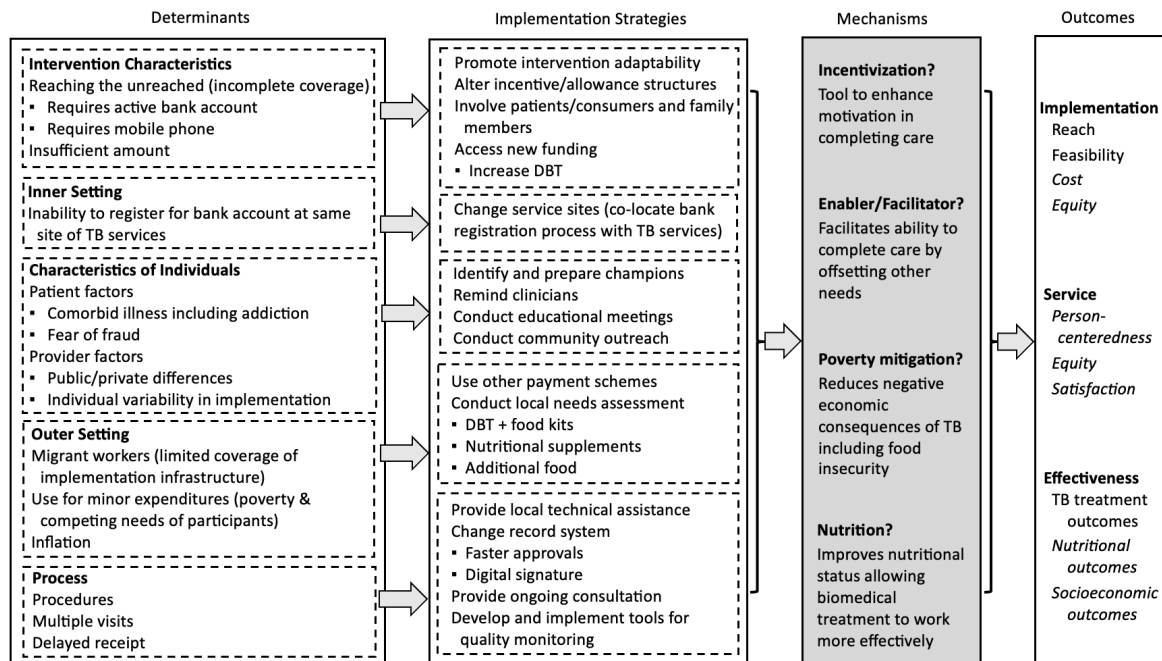 Determinants
Implementation Strategies
Mechanisms
Outcomes
Intervention Characteristics
Reaching the unreached (incomplete coverage)
▪ Requires active bank account
▪ Requires mobile phone
Insufficient amount
Inner Setting
Inability to register for bank account at same
site of TB services
Characteristics of Individuals
Patient factors
▪ Comorbid illness including addiction
▪ Fear of fraud
Provider factors
▪ Public/private differences
▪ Individual variability in implementation
Outer Setting
Migrant workers (limited coverage of
implementation infrastructure)
Use for minor expenditures (poverty &
competing needs of participants)
Inflation
Process
Procedures
Multiple visits
Delayed receipt
Promote intervention adaptability
Alter incentive/allowance structures
Involve patients/consumers and family
members
Access new funding
▪ Increase DBT
Change service sites (co-locate bank
registration process with TB services)
Identify and prepare champions
Remind clinicians
Conduct educational meetings
Conduct community outreach
Use other payment schemes
Conduct local needs assessment
▪ DBT + food kits
▪ Nutritional supplements
▪ Additional food
Provide local technical assistance
Change record system
▪ Faster approvals
▪ Digital signature
Provide ongoing consultation
Develop and implement tools for
quality monitoring
Incentivization?
Tool to enhance
motivation in
completing care
Enabler/Facilitator?
Facilitates ability to
complete care by
offsetting other
needs
Poverty mitigation?
Reduces negative
economic
consequences of TB
including food
insecurity
Nutrition?
Improves nutritional
status allowing
biomedical
treatment to work
more effectively
Implementation
Reach
Feasibility
Cost
Equity
Service
Person-
centeredness
Equity
Satisfaction
Effectiveness
TB treatment
outcomes
Nutritional
outcomes
Socioeconomic
outcomes